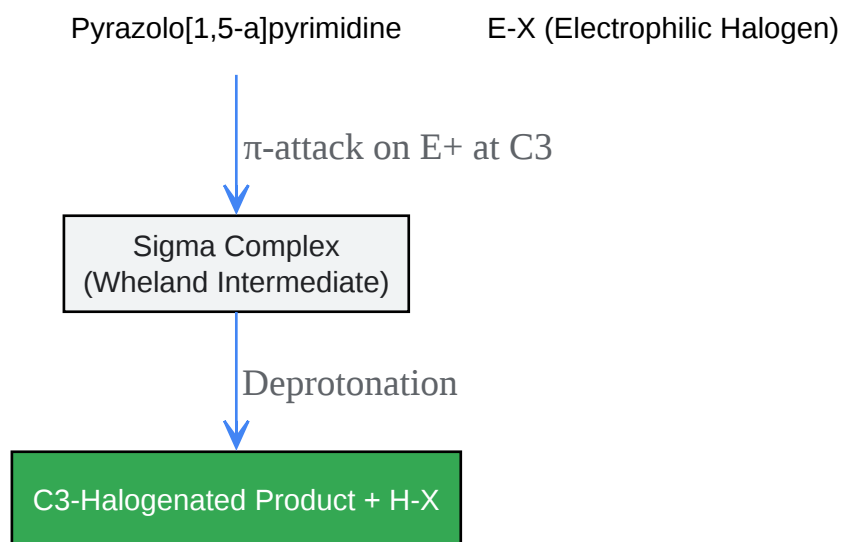 Pyrazolo[1,5-a]pyrimidine
E-X (Electrophilic Halogen)
π-attack on E+ at C3
Sigma Complex
(Wheland Intermediate)
Deprotonation
C3-Halogenated Product + H-X